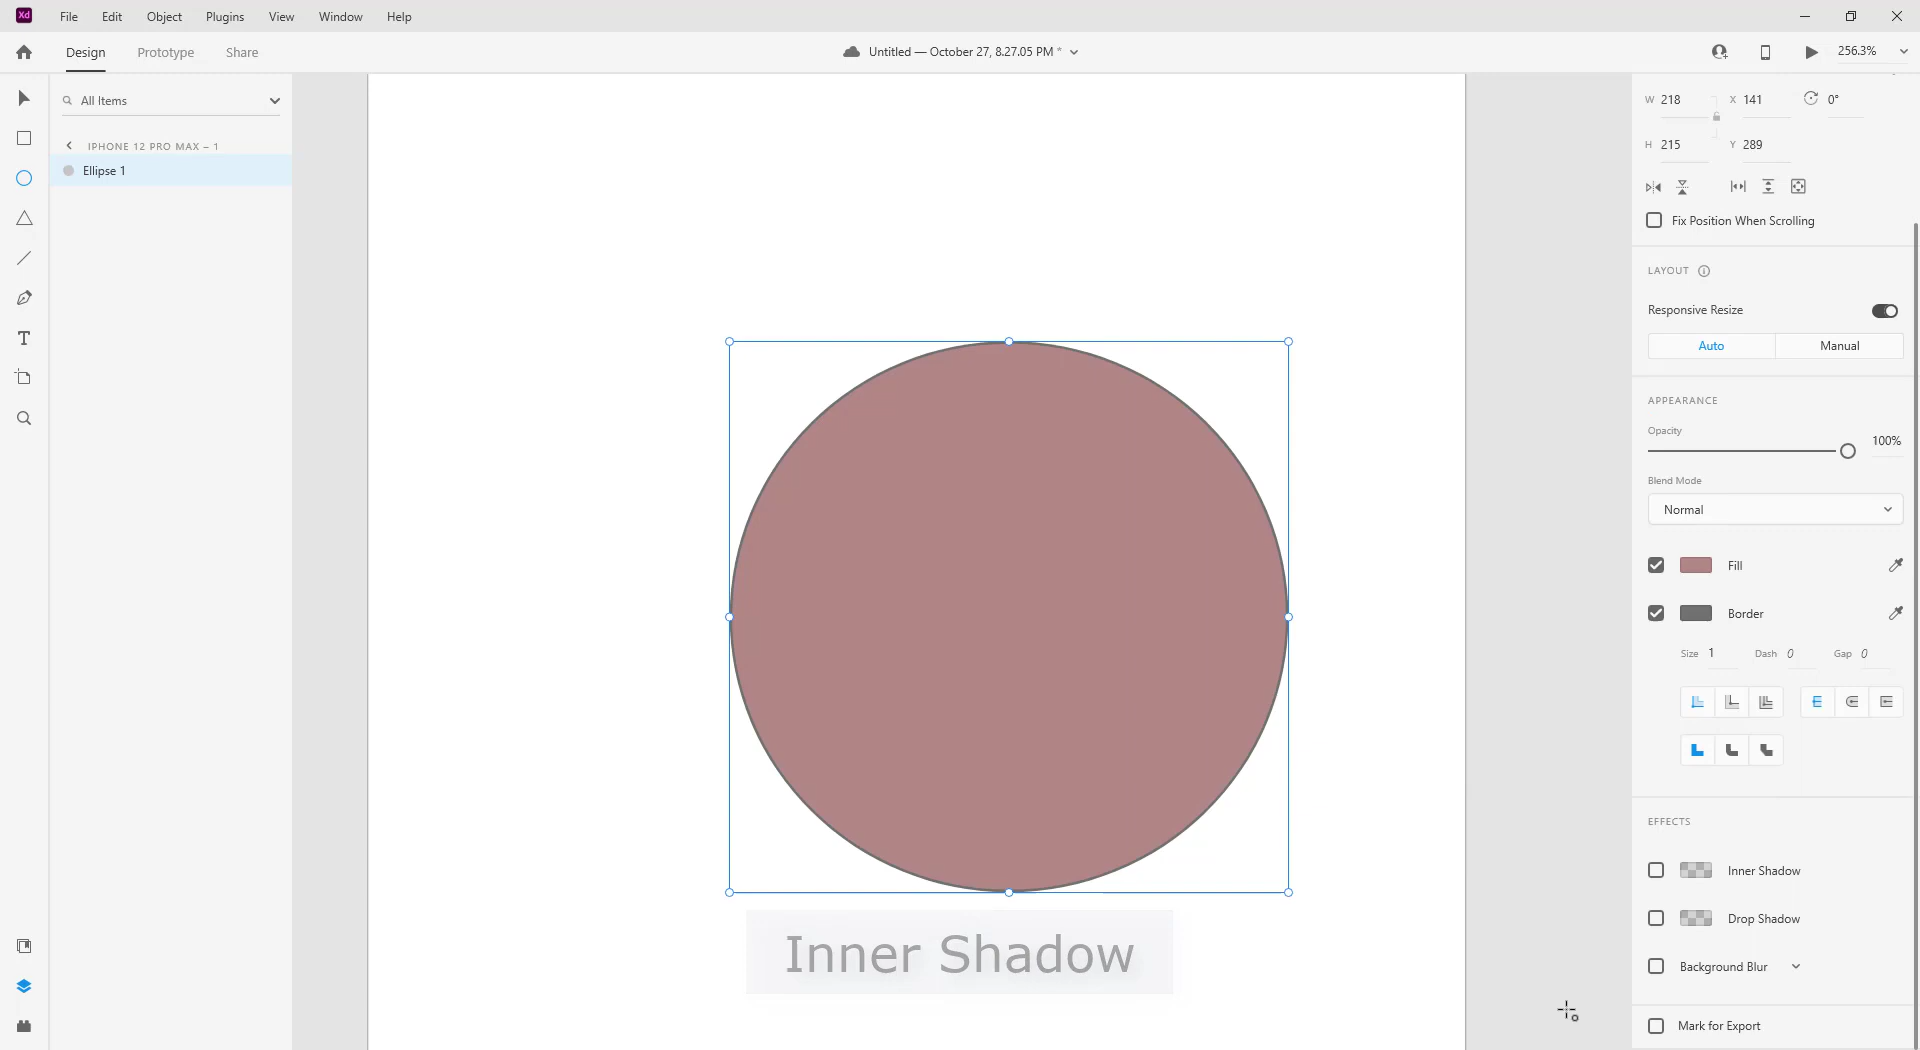 Xd File Edit Object Plugins View Window Help
Design Prototype Share
Untitled — October 27, 8.27.05 PM *
256.3%
All Items
IPHONE 12 PRO MAX – 1
Ellipse 1
W 218 X 141 0°
H 215 Y 289
Fix Position When Scrolling
LAYOUT
Responsive Resize
Auto Manual
APPEARANCE
Opacity
100%
Blend Mode
Normal
Fill
Border
Size 1 Dash 0 Gap 0
EFFECTS
Inner Shadow
Drop Shadow
Background Blur
Mark for Export
Inner Shadow